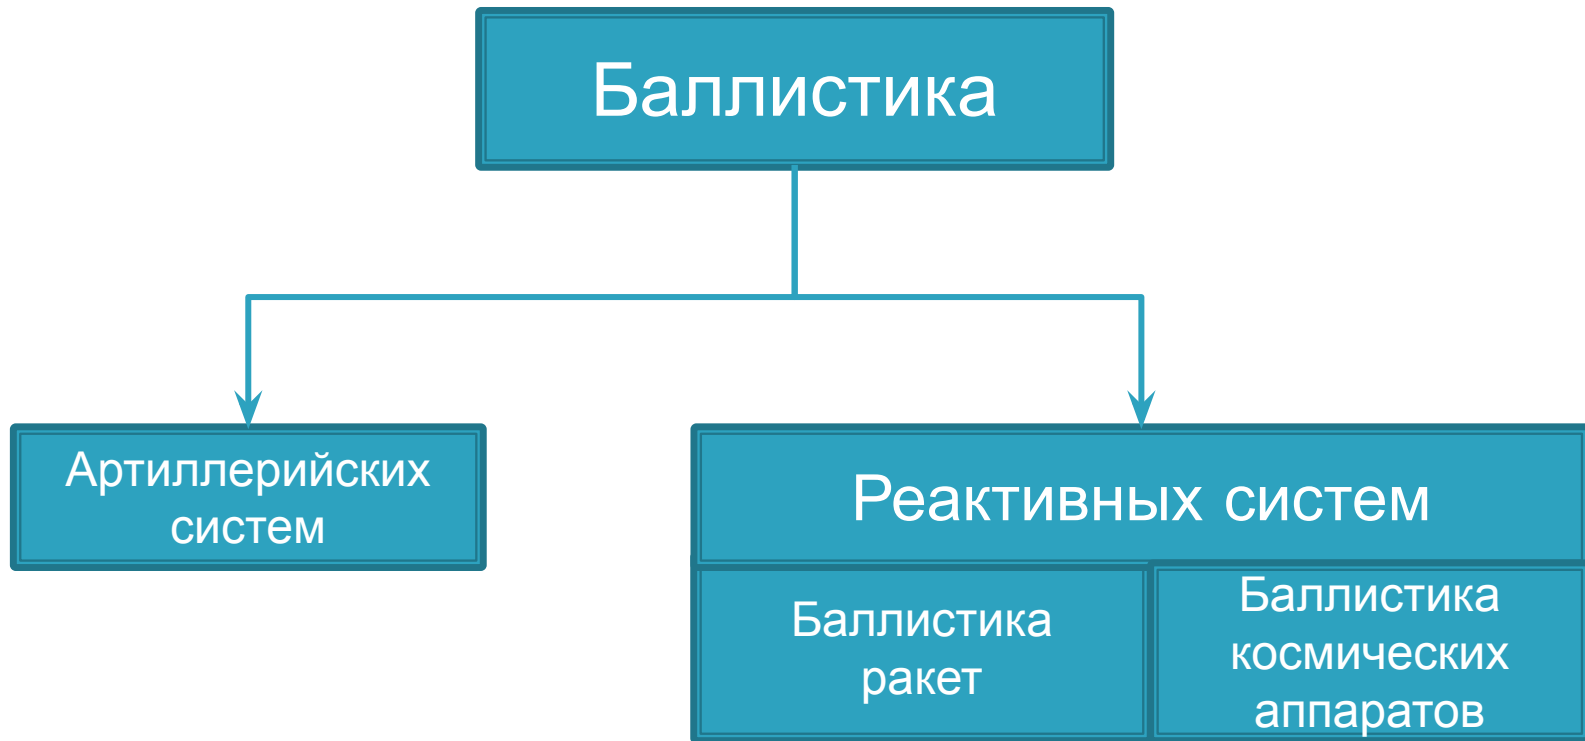 Баллистика
Артиллерийских
систем
Реактивных систем
Баллистика
ракет
Баллистика
космических
аппаратов